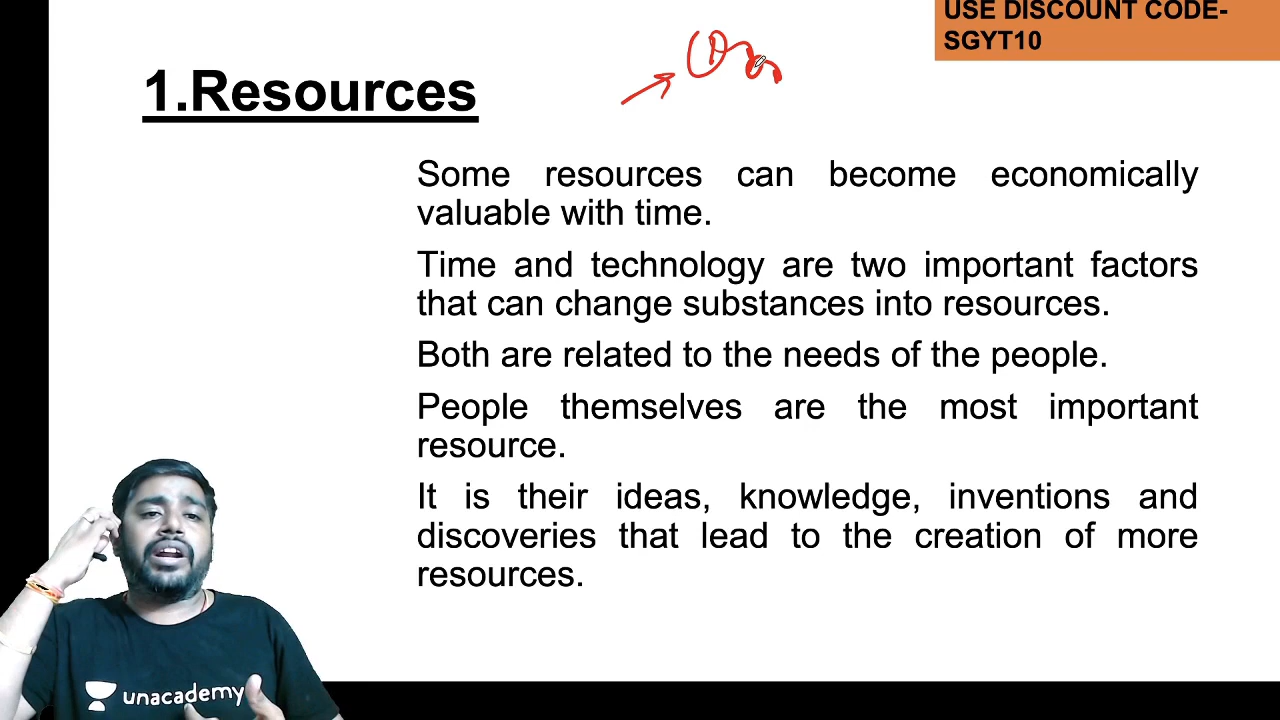 USE DISCOUNT CODE-
SGYT10
1.Resources
Some resources can become economically
valuable with time.
Time and technology are two important factors
that can change substances into resources.
Both are related to the needs of the people.
People themselves are the most important
resource.
It is their ideas, knowledge, inventions and
discoveries that lead to the creation of more
resources.
unacademy